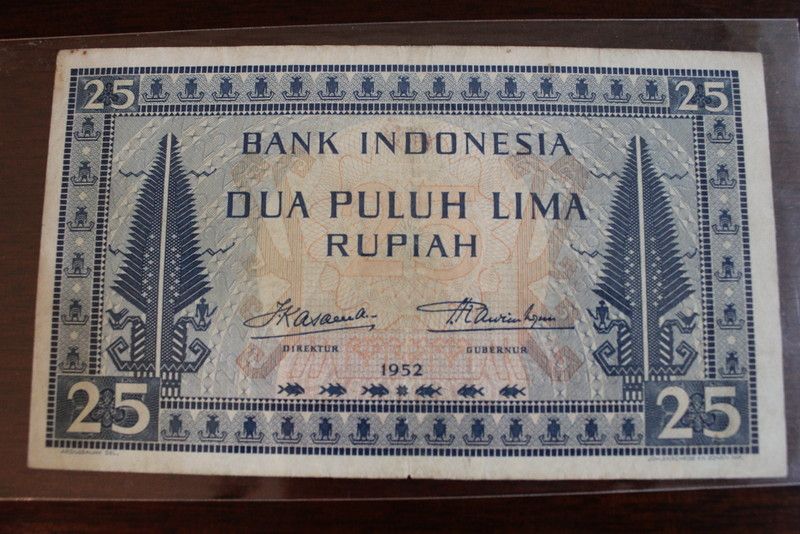 25 25
BANK INDONESIA
DUA PULUH LIMA
RUPIAH
DIREKTUR GUBERNUR
1952
25 25